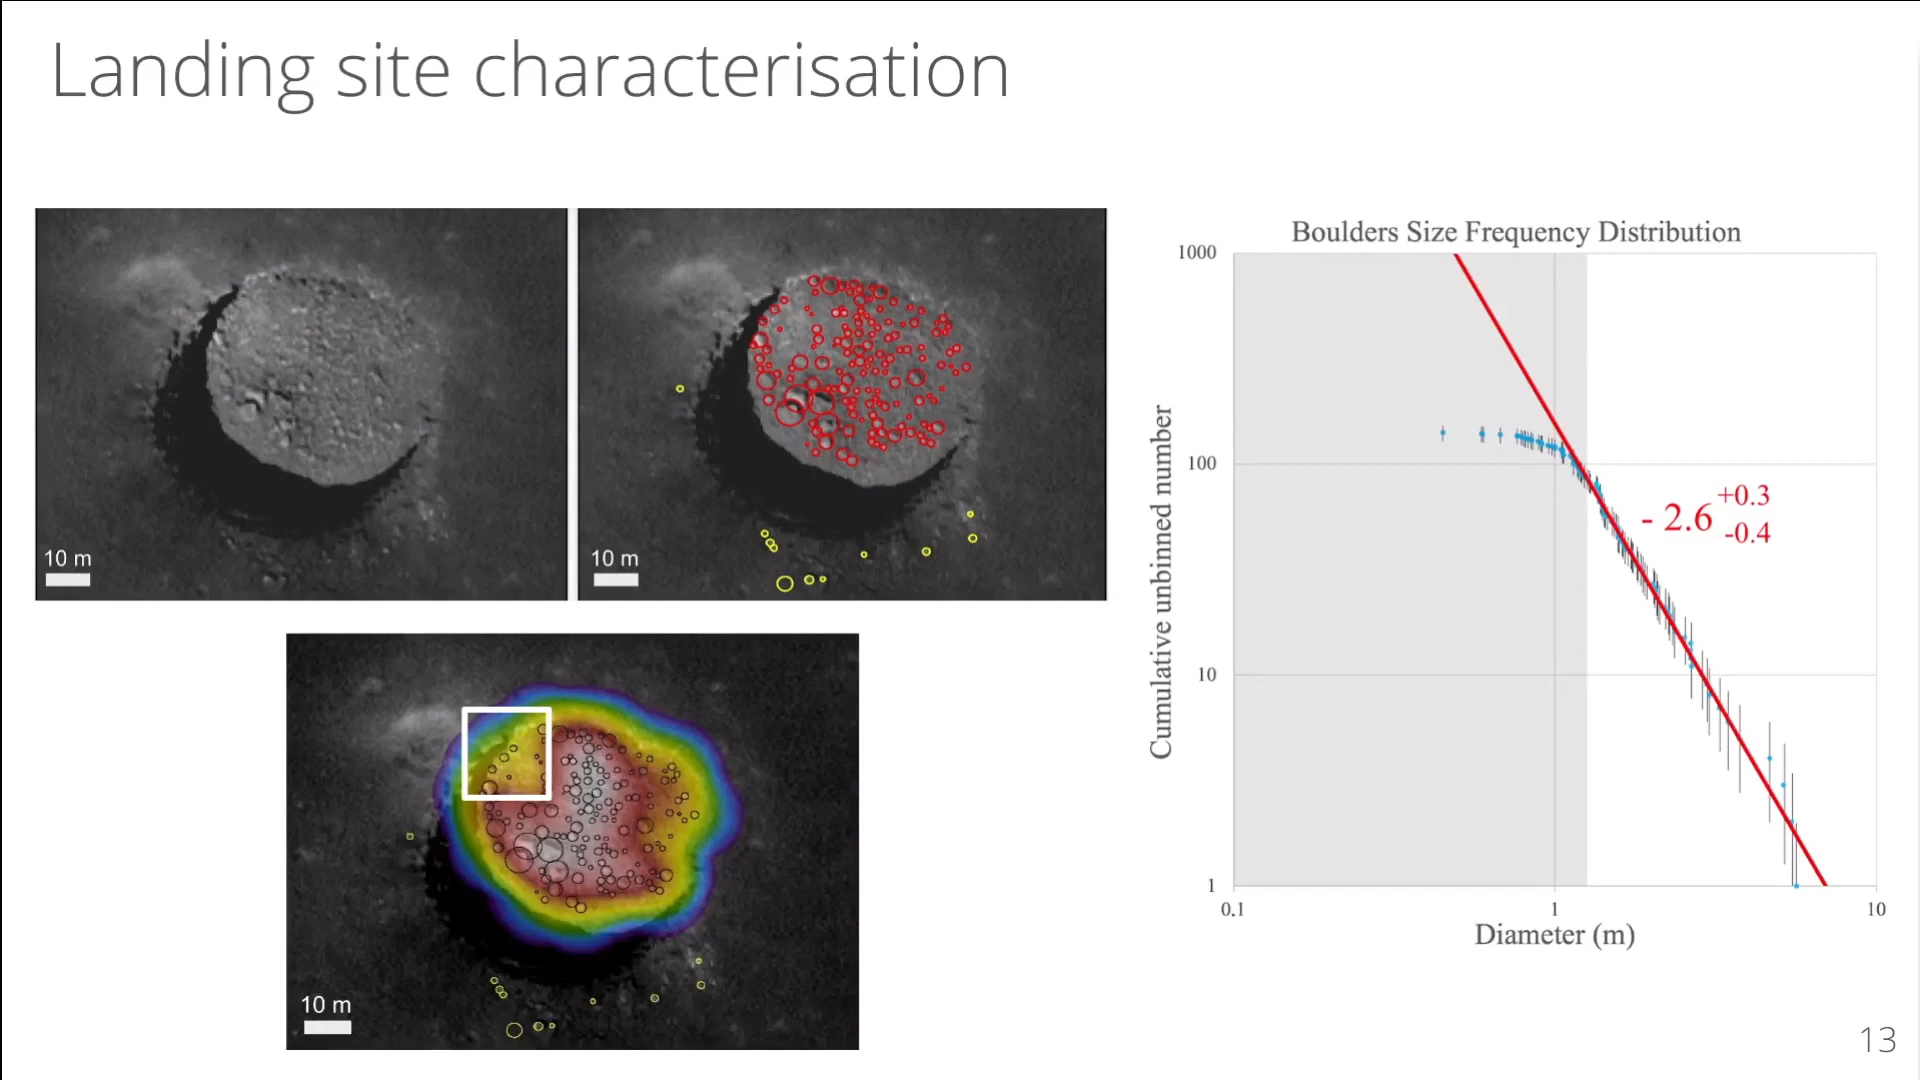 Landing site characterisation
10 m
10 m
10 m
Boulders Size Frequency Distribution
Cumulative unbinned number
1000
100
10
1
0.1
1
10
Diameter (m)
- 2.6 +0.3 -0.4
13